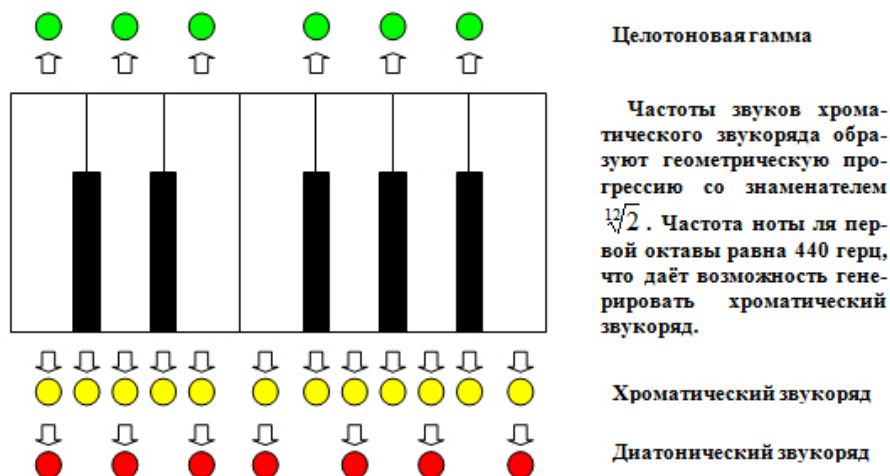 Целотоновая гамма
Частоты звуков хрома-
тического звукоряда обра-
зуют геометрическую про-
грессию со знаменателем
¹²√2 . Частота ноты ля пер-
вой октавы равна 440 герц,
что даёт возможность гене-
рировать хроматический
звукоряд.
Хроматический звукоряд
Диатонический звукоряд